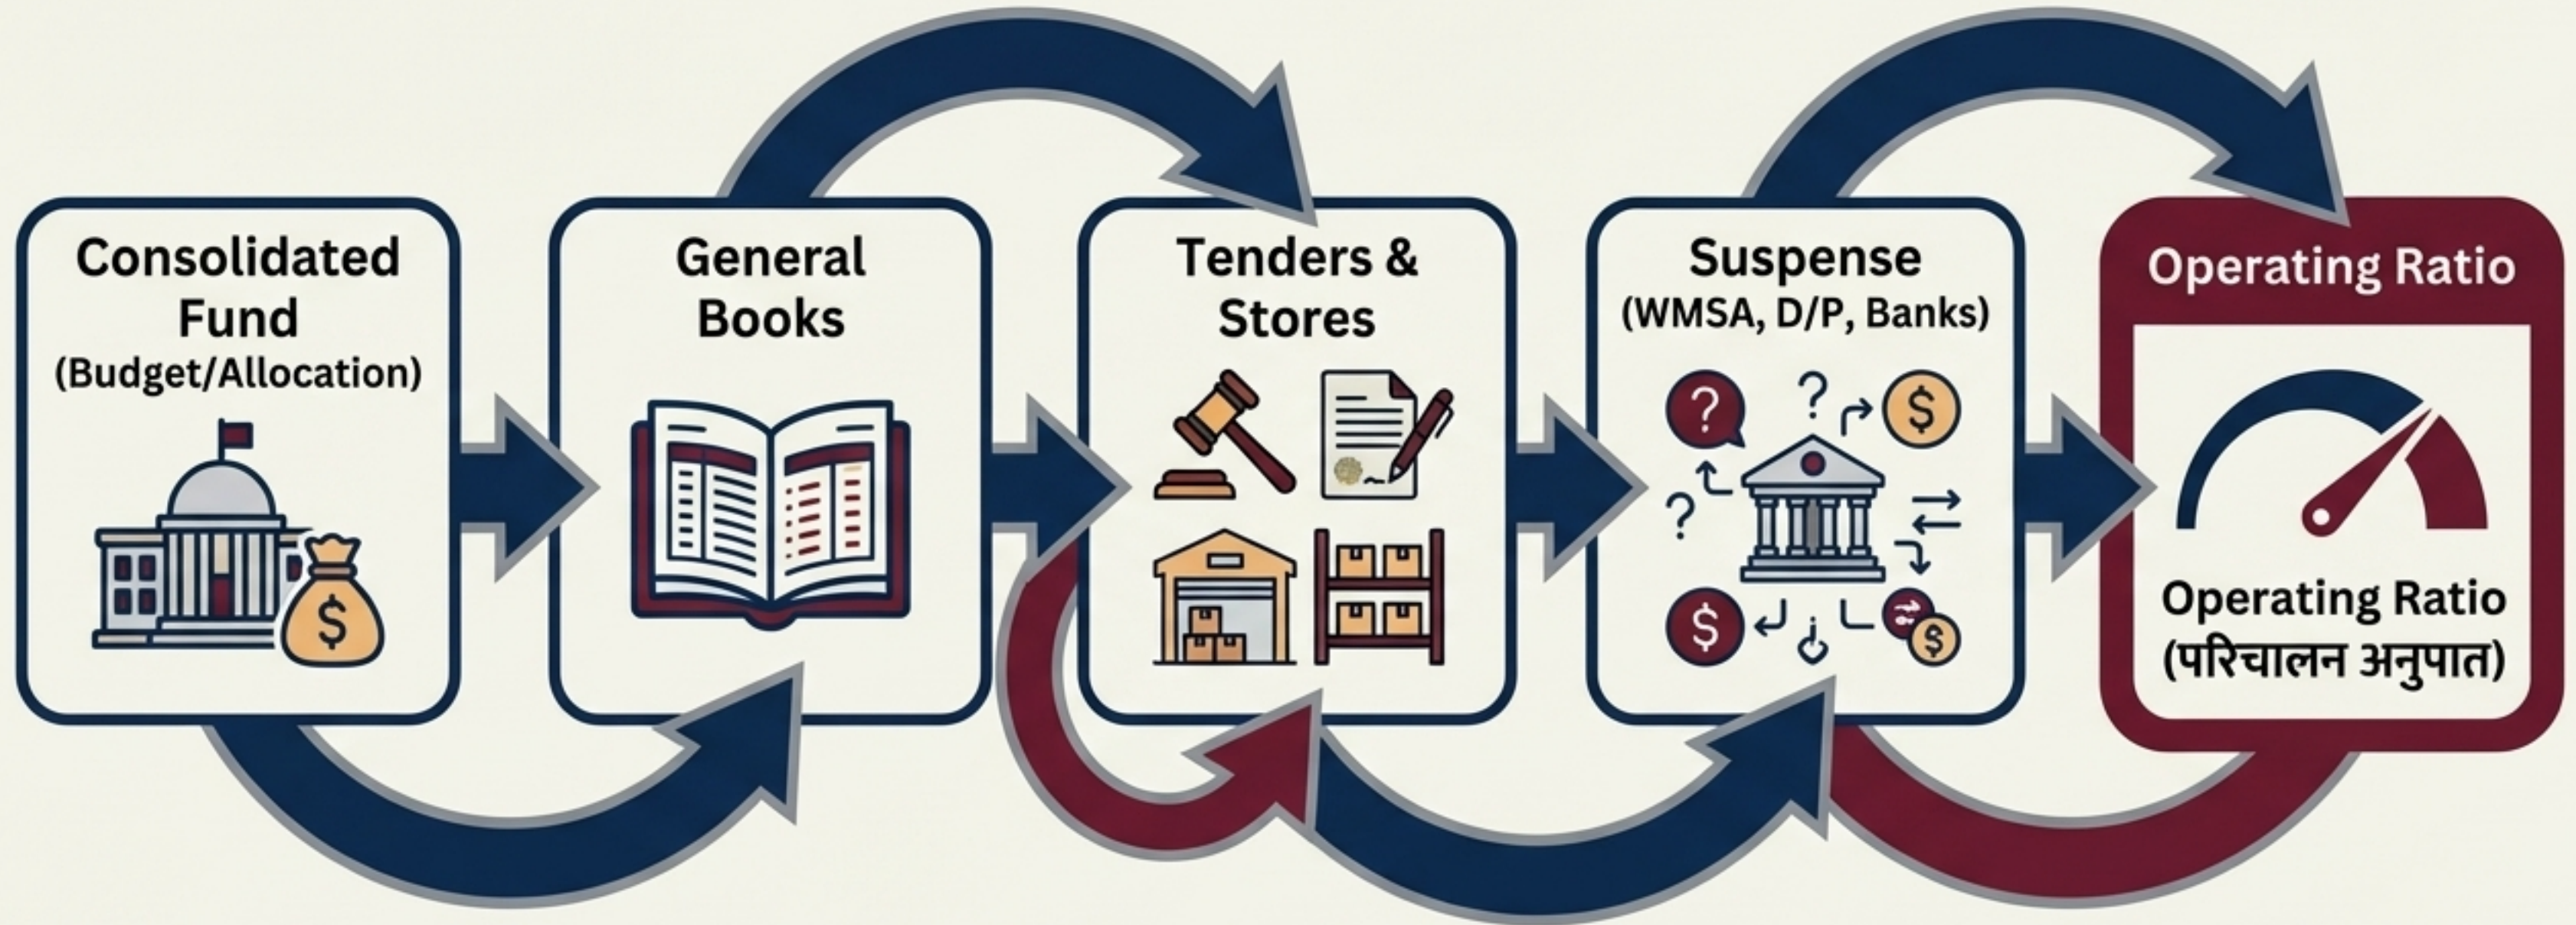 Consolidated
Fund
(Budget/Allocation)
$
General
Books
Tenders &
Stores
Suspense
(WMSA, D/P, Banks)
?
?
$
?
$
$
Operating Ratio
Operating Ratio
(परिचालन अनुपात)